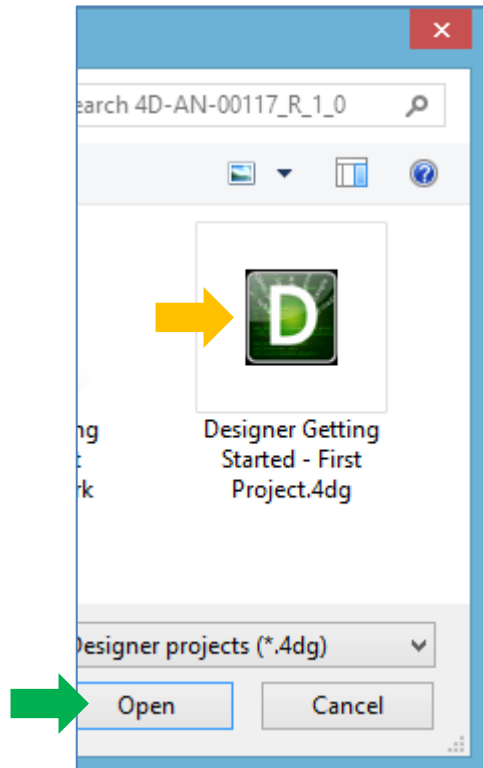 earch 4D-AN-00117_R_1_0
D
ng
t
rk
Designer Getting
Started - First
Project.4dg
Designer projects (*.4dg)
Open
Cancel